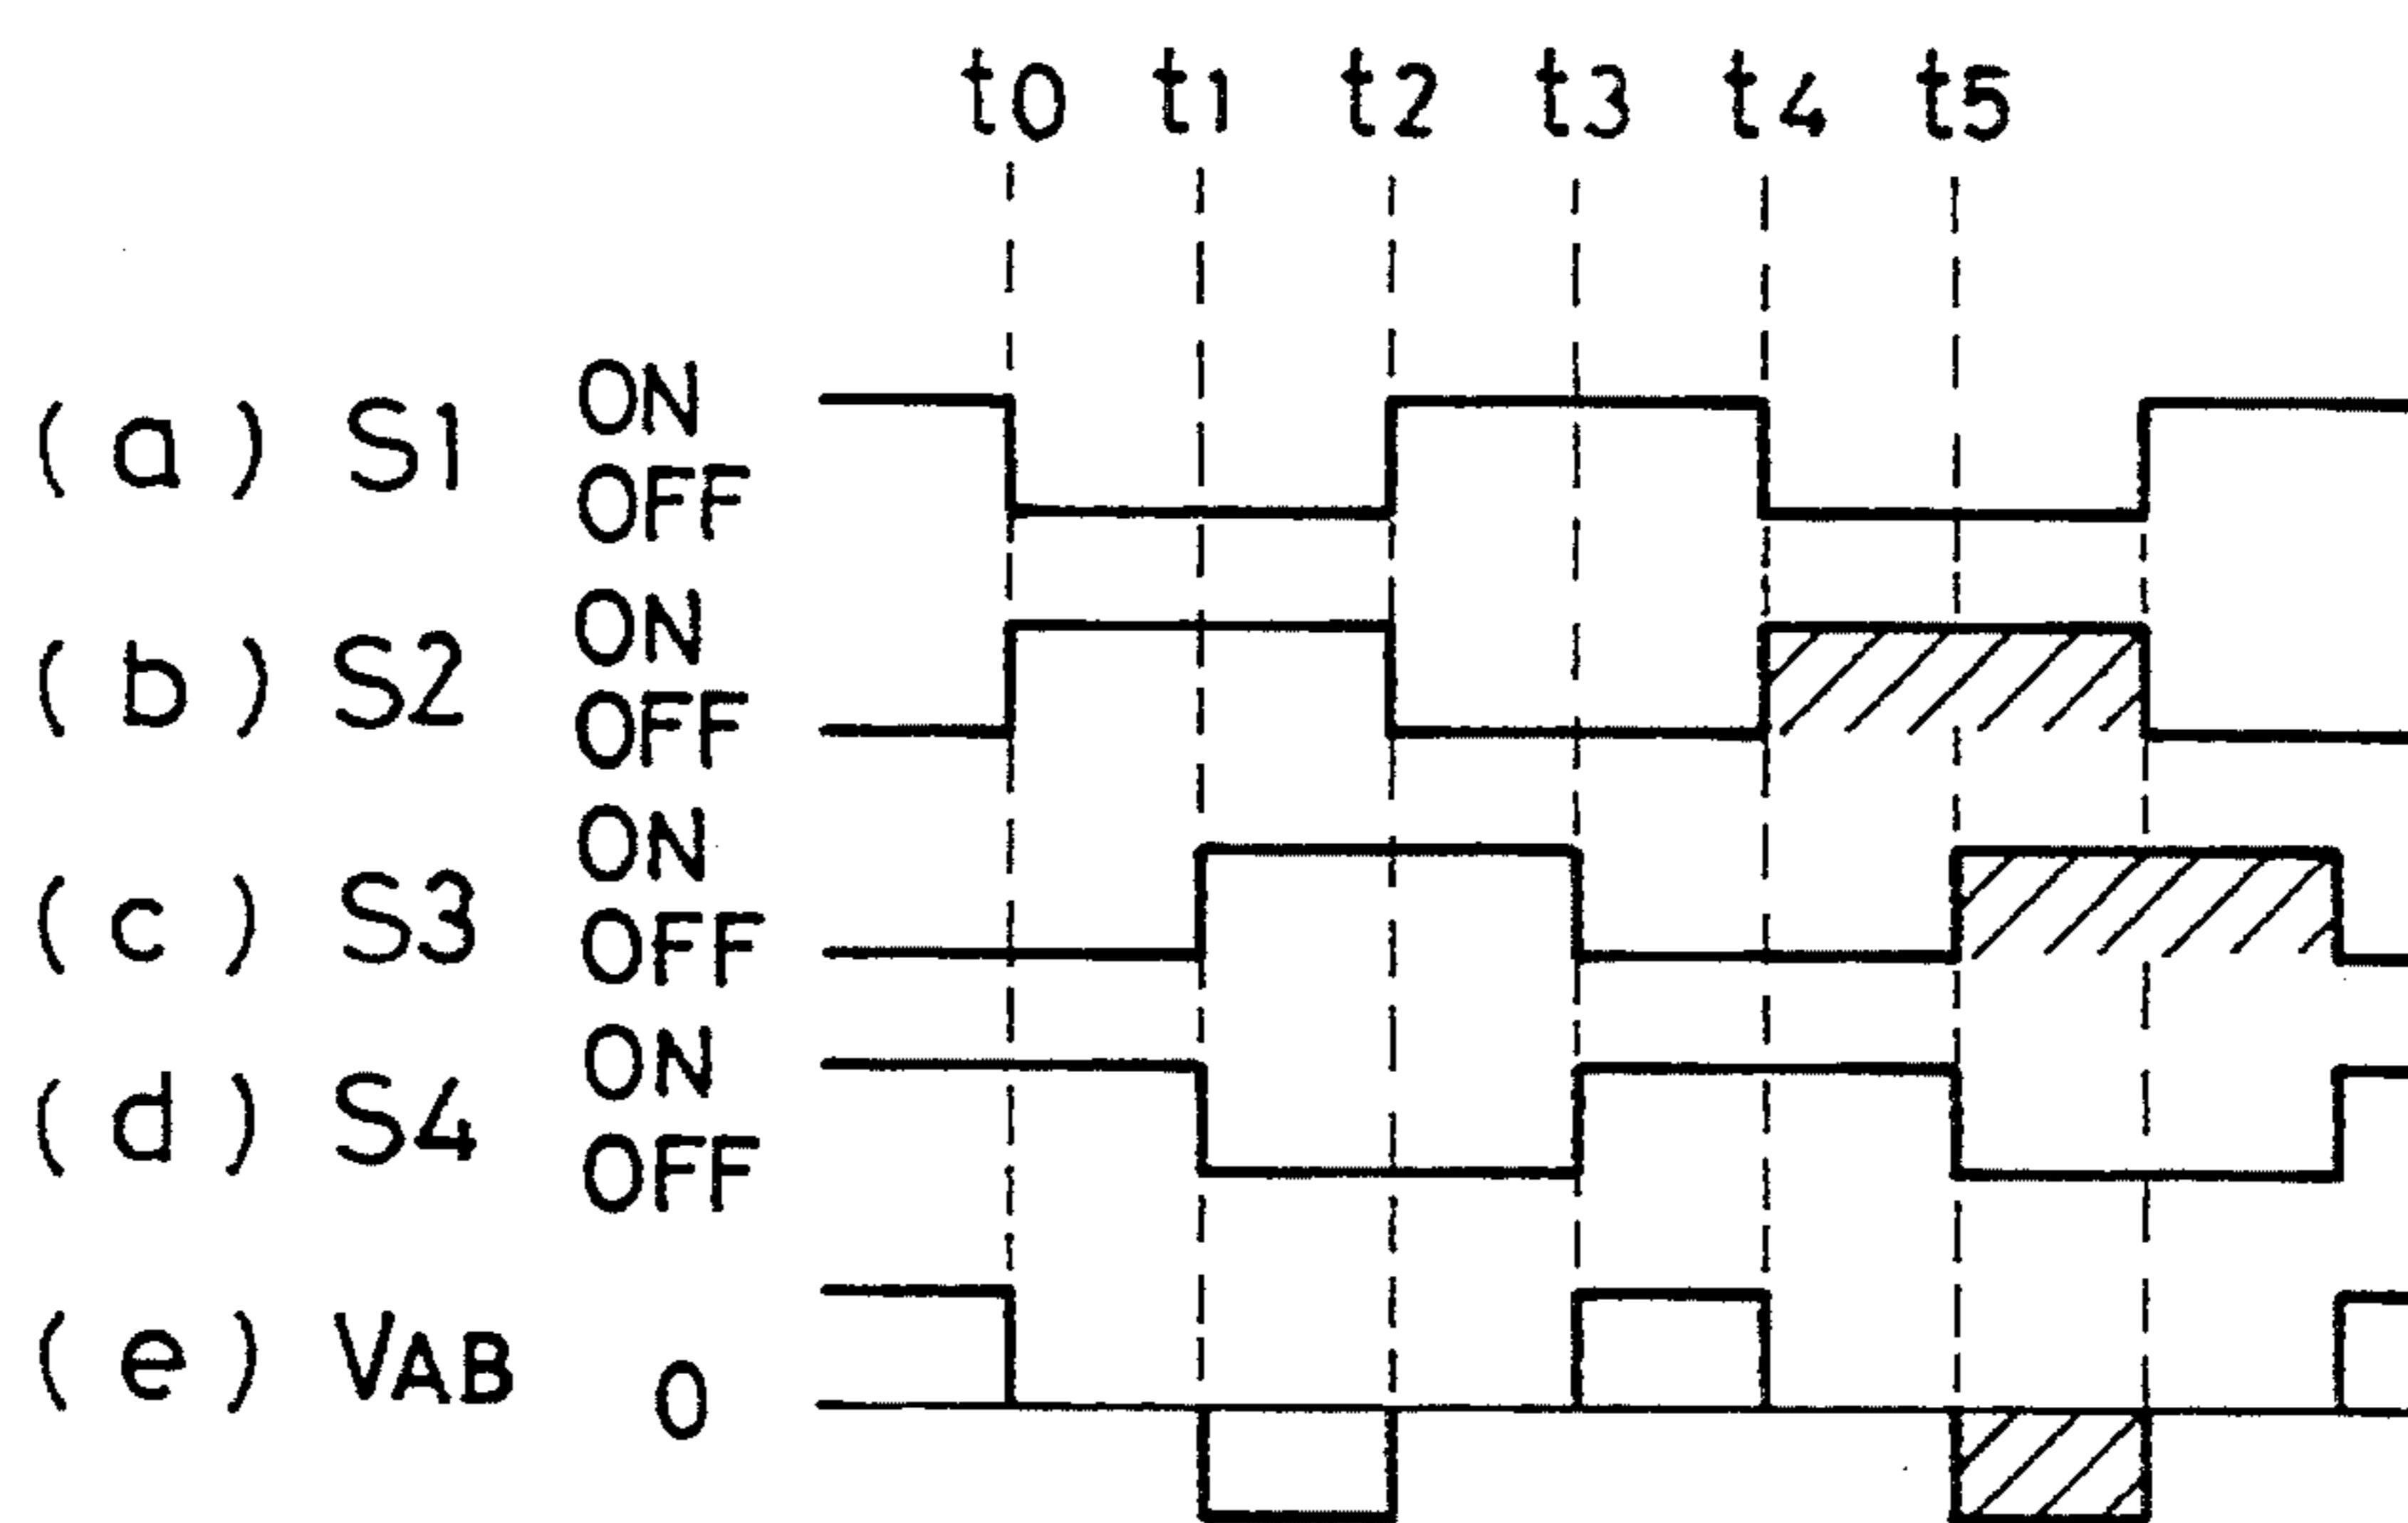 t0 t1 t2 t3 t4 t5
(a) S1 ON
OFF
(b) S2 ON
OFF
(c) S3 ON
OFF
(d) S4 ON
OFF
(e) VAB 0